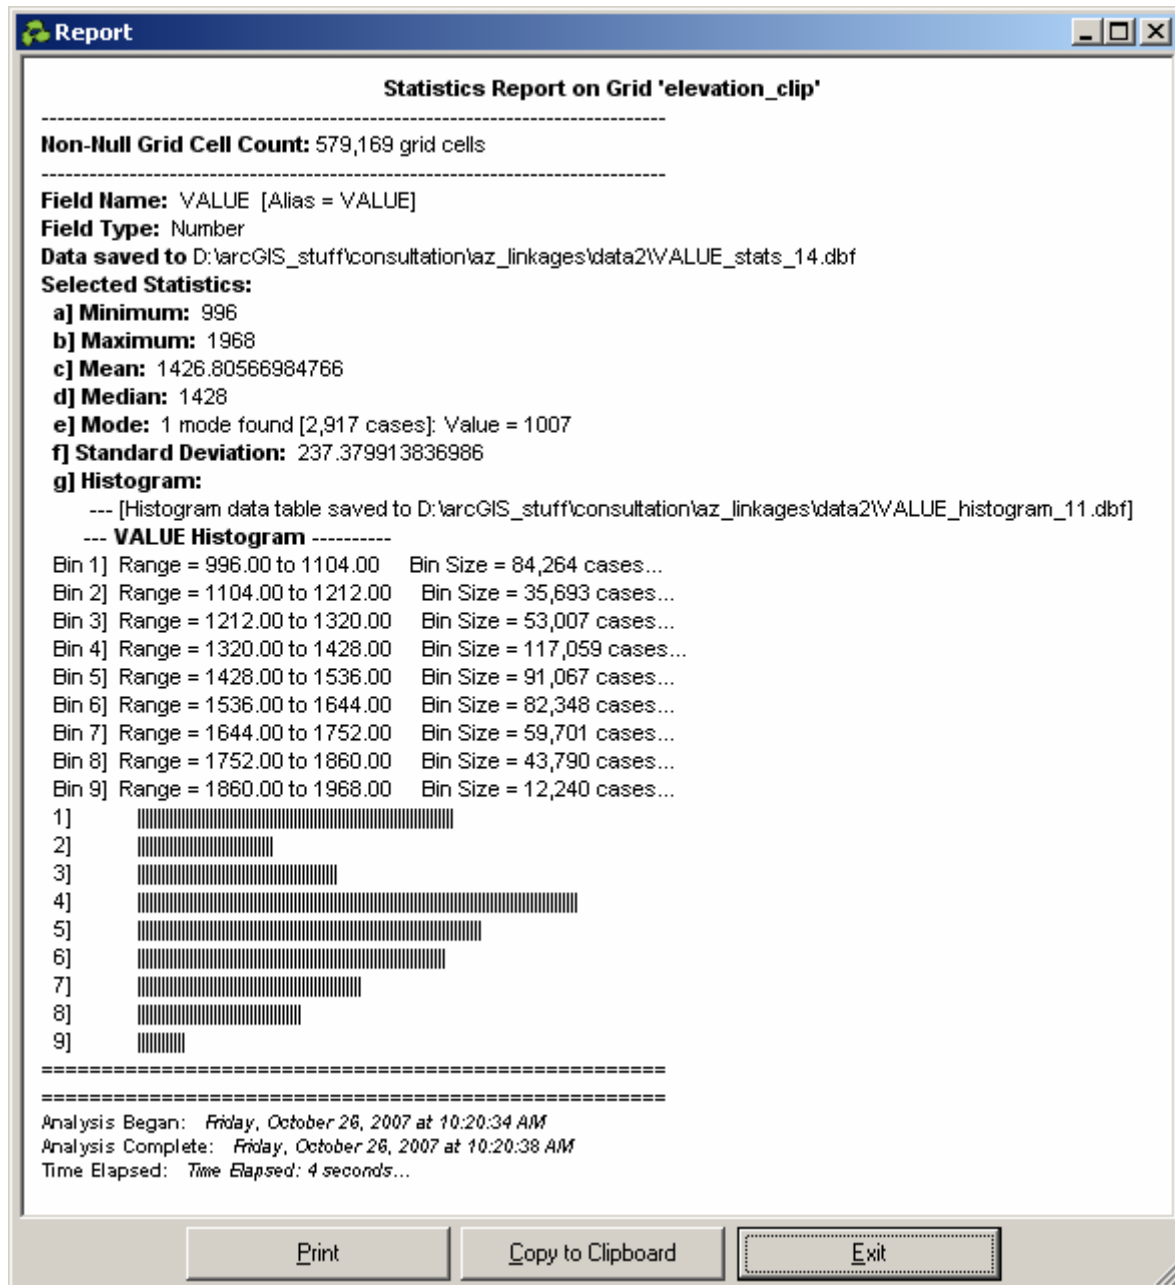 Report
Statistics Report on Grid 'elevation_clip'
------------------------------------------------------------------------------
Non-Null Grid Cell Count: 579,169 grid cells
------------------------------------------------------------------------------
Field Name: VALUE [Alias = VALUE]
Field Type: Number
Data saved to D:\arcGIS_stuff\consultation\az_linkages\data2\VALUE_stats_14.dbf
Selected Statistics:
a] Minimum: 996
b] Maximum: 1968
c] Mean: 1426.80566984766
d] Median: 1428
e] Mode: 1 mode found [2,917 cases]: Value = 1007
f] Standard Deviation: 237.379913836986
g] Histogram:
--- [Histogram data table saved to D:\arcGIS_stuff\consultation\az_linkages\data2\VALUE_histogram_11.dbf]
--- VALUE Histogram ----------
Bin 1] Range = 996.00 to 1104.00 Bin Size = 84,264 cases...
Bin 2] Range = 1104.00 to 1212.00 Bin Size = 35,693 cases...
Bin 3] Range = 1212.00 to 1320.00 Bin Size = 53,007 cases...
Bin 4] Range = 1320.00 to 1428.00 Bin Size = 117,059 cases...
Bin 5] Range = 1428.00 to 1536.00 Bin Size = 91,067 cases...
Bin 6] Range = 1536.00 to 1644.00 Bin Size = 82,348 cases...
Bin 7] Range = 1644.00 to 1752.00 Bin Size = 59,701 cases...
Bin 8] Range = 1752.00 to 1860.00 Bin Size = 43,790 cases...
Bin 9] Range = 1860.00 to 1968.00 Bin Size = 12,240 cases...
1]
2]
3]
4]
5]
6]
7]
8]
9]
====================================================
====================================================
Analysis Began: Friday, October 26, 2007 at 10:20:34 AM
Analysis Complete: Friday, October 26, 2007 at 10:20:38 AM
Time Elapsed: Time Elapsed: 4 seconds...
Print Copy to Clipboard Exit